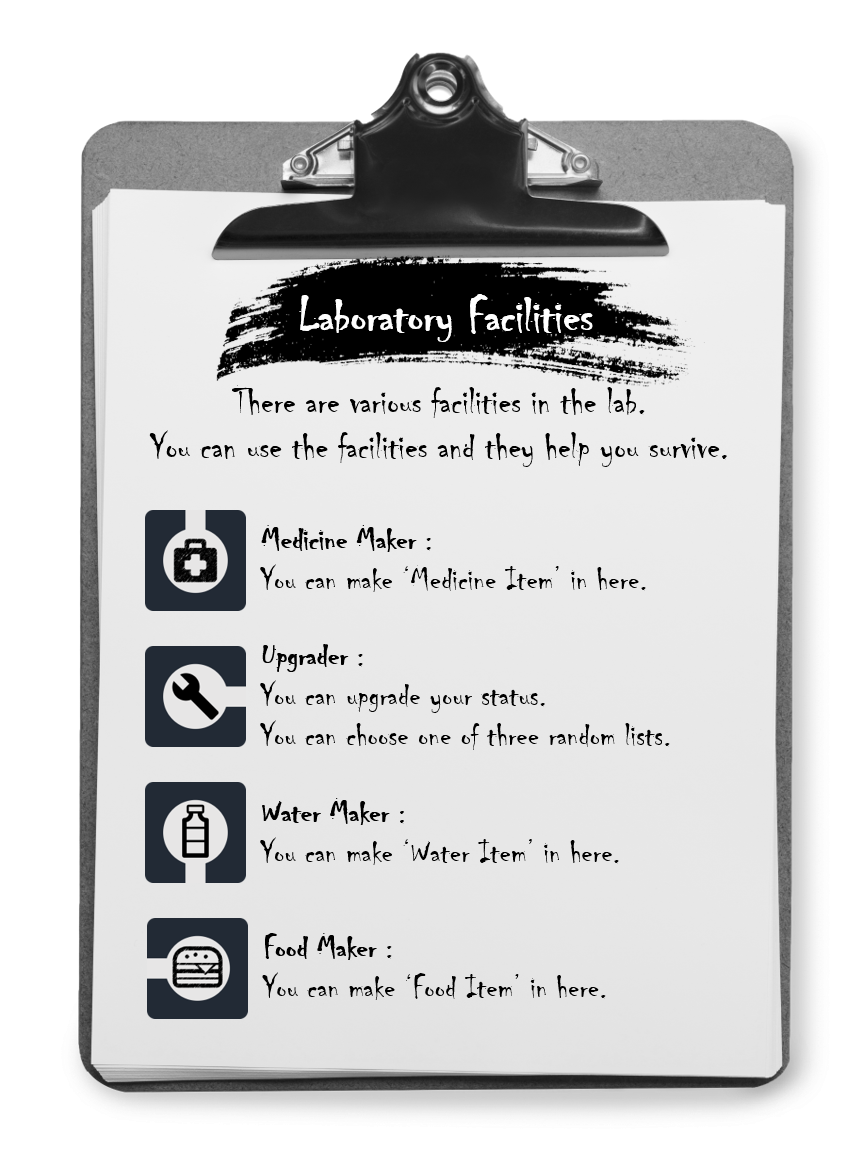 Laboratory Facilities
There are various facilities in the lab.
You can use the facilities and they help you survive.
Medicine Maker :
You can make ‘Medicine Item’ in here.
Upgrader :
You can upgrade your status.
You can choose one of three random lists.
Water Maker :
You can make ‘Water Item’ in here.
Food Maker :
You can make ‘Food Item’ in here.